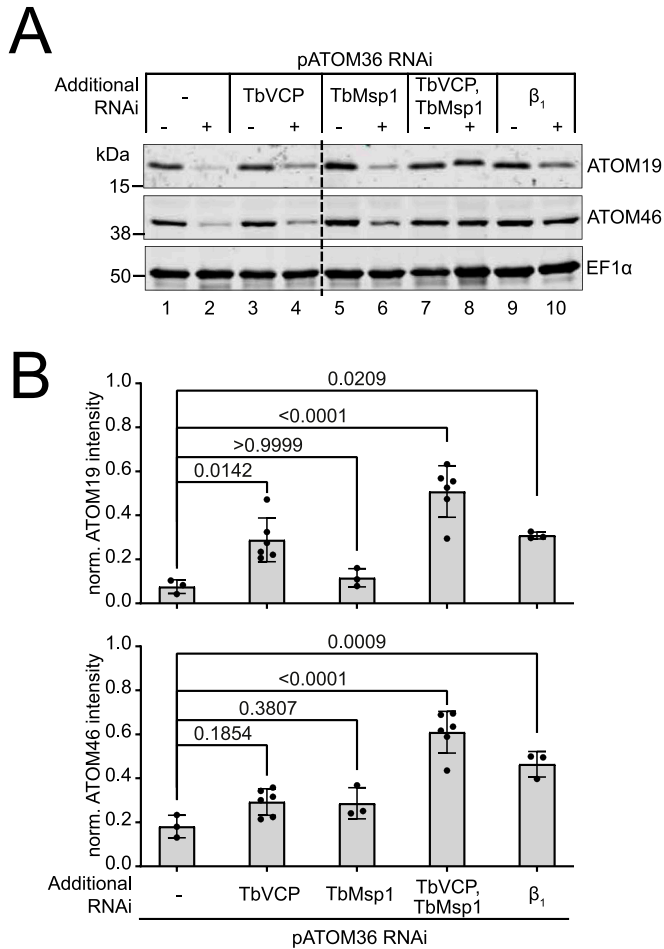 A
pATOM36 RNAi
Additional RNAi - TbVCP TbMsp1 TbVCP, TbMsp1 β1
- + - + - + - + - +
kDa
ATOM19
15
ATOM46
38
EF1α
50
1 2 3 4 5 6 7 8 9 10
B
norm. ATOM19 intensity
1.0
0.8
0.6
0.4
0.2
0.0
0.0209
<0.0001
>0.9999
0.0142
norm. ATOM46 intensity
1.0
0.8
0.6
0.4
0.2
0.0
0.0009
<0.0001
0.3807
0.1854
Additional RNAi - TbVCP TbMsp1 TbVCP, TbMsp1 β1
pATOM36 RNAi